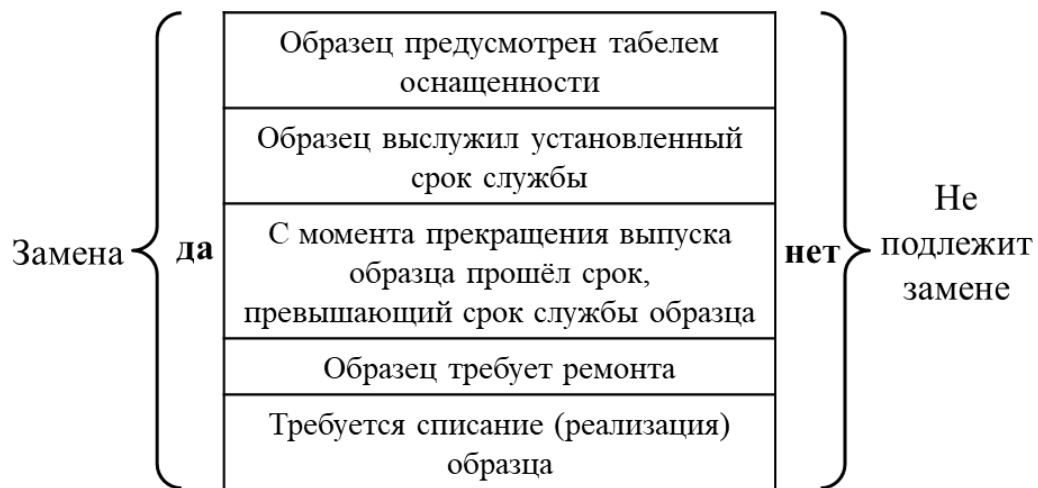 Образец предусмотрен табелем
оснащенности
Образец выслужил установленный
срок службы
Замена
да
С момента прекращения выпуска
образца прошёл срок,
превышающий срок службы образца
нет
Не
подлежит
замене
Образец требует ремонта
Требуется списание (реализация)
образца